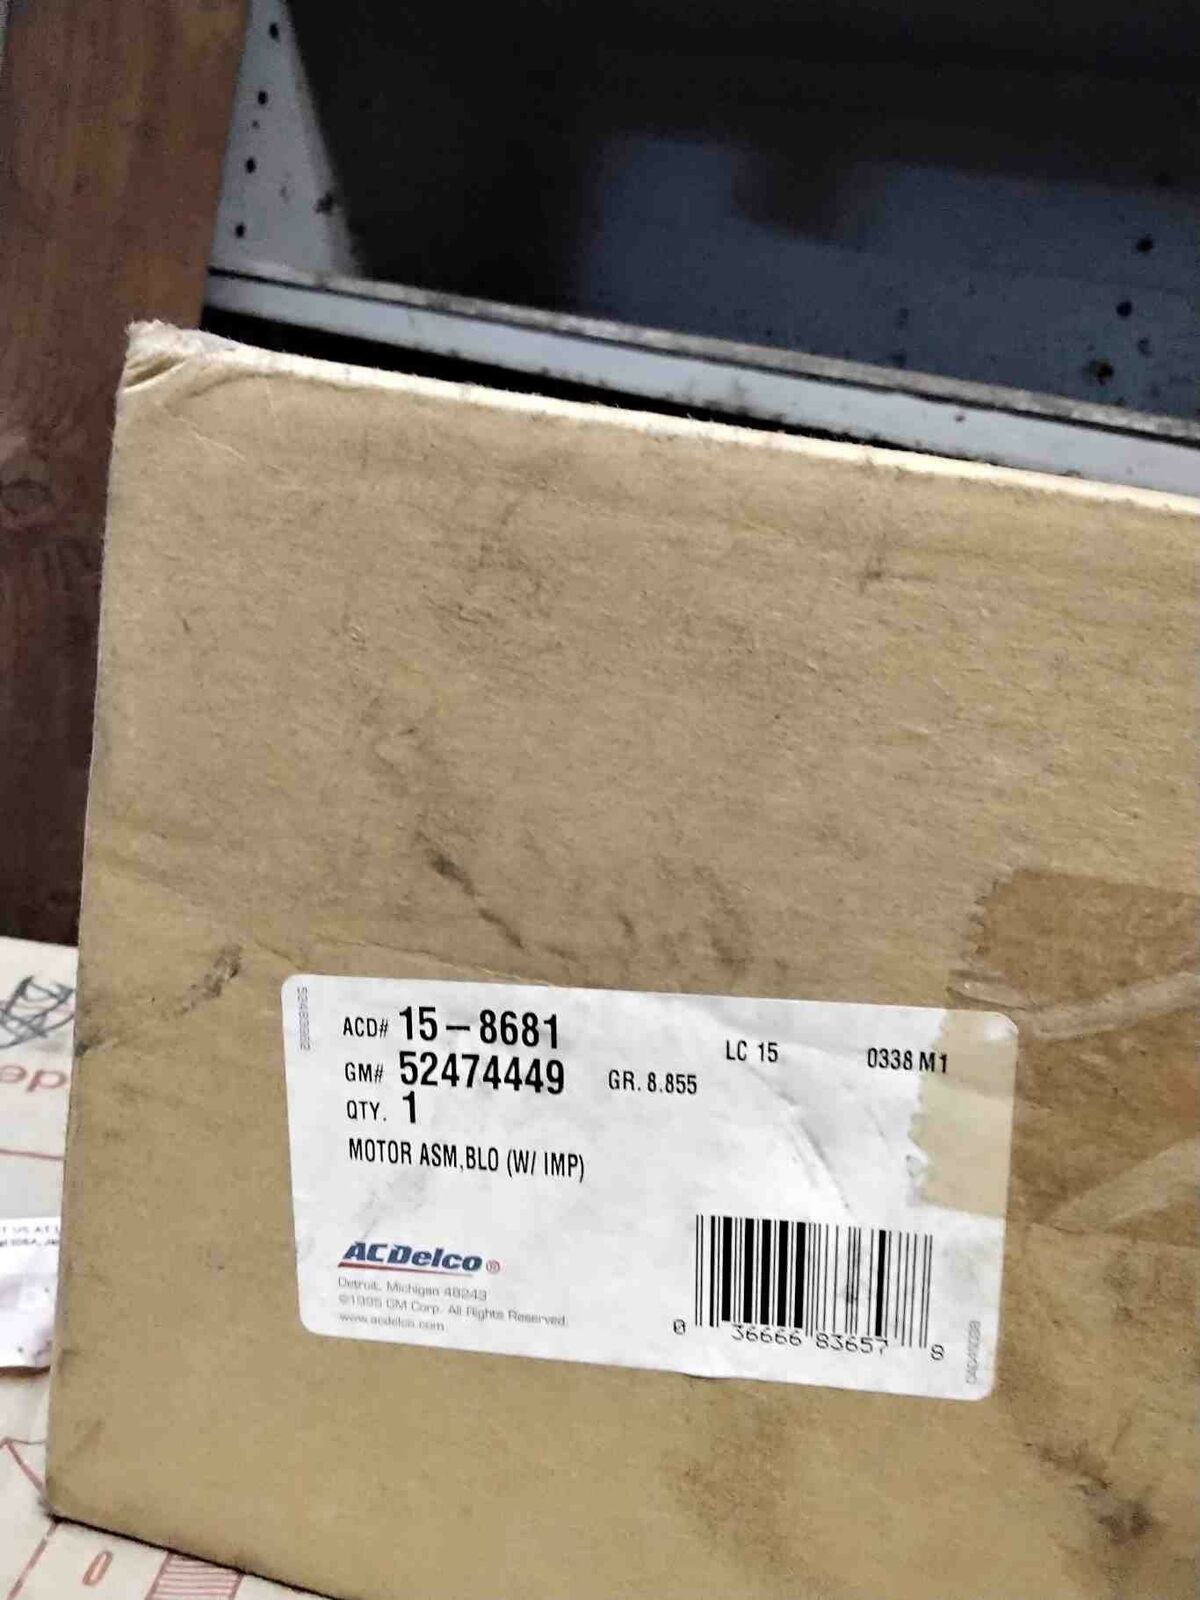 ACD# 15-8681
GM# 52474449 GR. 8.855
LC 15
0338 M1
QTY. 1
MOTOR ASM,BLO (W/ IMP)
ACDelco®
Detroit, Michigan 48243
©1995 GM Corp. All Rights Reserved.
www.acdelco.com
0 36666 83657 8